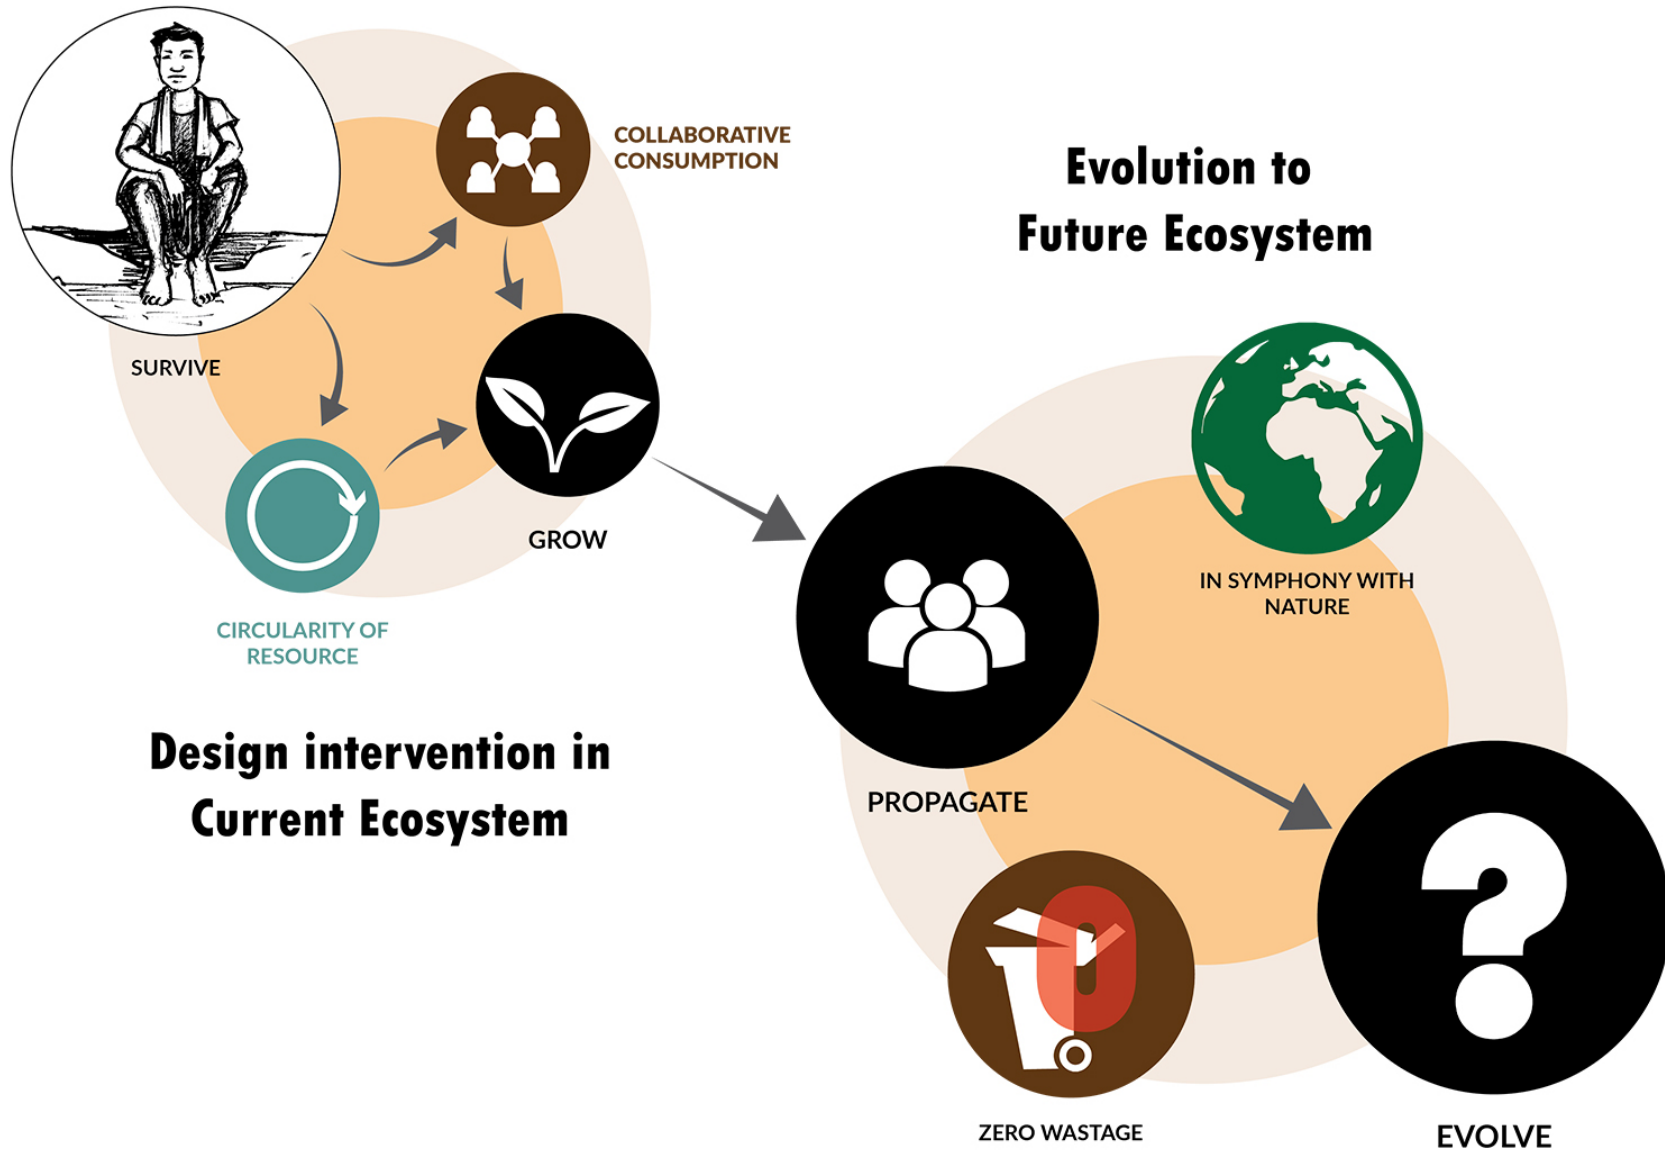 COLLABORATIVE
CONSUMPTION
SURVIVE
GROW
CIRCULARITY OF
RESOURCE
Design intervention in
Current Ecosystem
Evolution to
Future Ecosystem
IN SYMPHONY WITH
NATURE
PROPAGATE
0
?
ZERO WASTAGE
EVOLVE